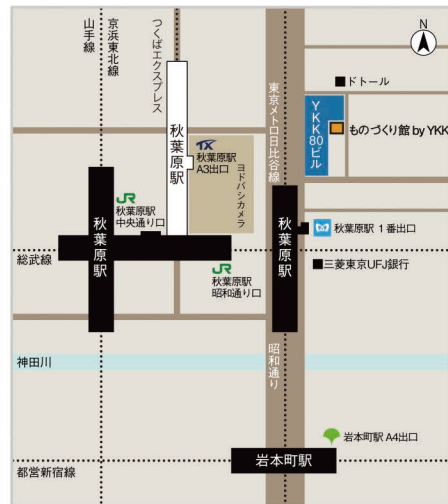 山手線
京浜東北線
つくばエクスプレス
N
ドトール
東京メトロ日比谷線
YKK80ビル
ものづくり館 by YKK
秋葉原駅
TX
秋葉原駅
A3出口
ヨドバシカメラ
JR
秋葉原駅
中央通り口
秋葉原駅
秋葉原駅
秋葉原駅 1番出口
総武線
JR
秋葉原駅
昭和通り口
三菱東京UFJ銀行
昭和通り
神田川
岩本町駅 A4出口
岩本町駅
都営新宿線